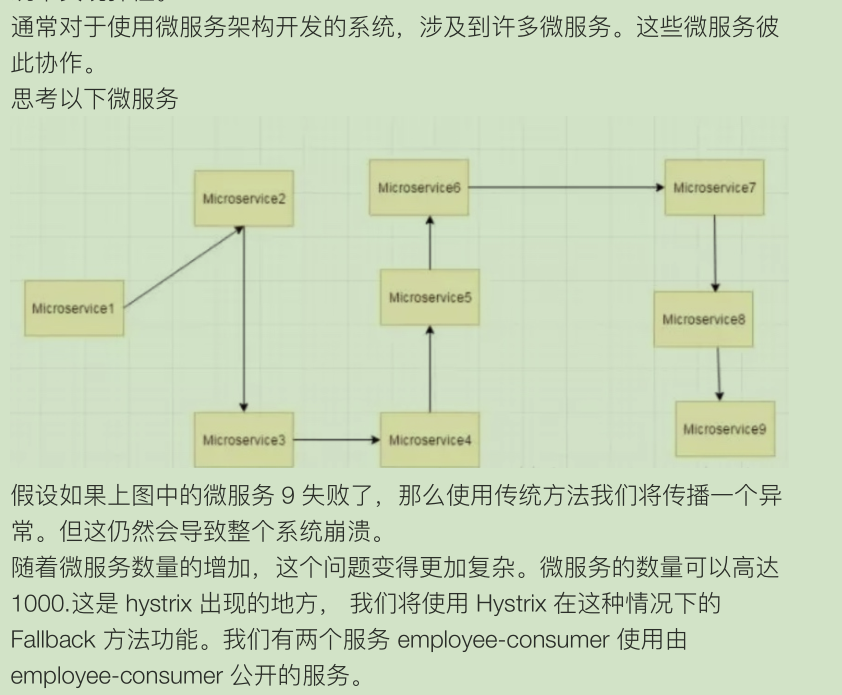 通常对于使用微服务架构开发的系统，涉及到许多微服务。这些微服务彼
此协作。
思考以下微服务
Microservice2
Microservice6
Microservice7
Microservice1
Microservice5
Microservice8
Microservice3
Microservice4
Microservice9
假设如果上图中的微服务 9 失败了，那么使用传统方法我们将传播一个异
常。但这仍然会导致整个系统崩溃。
随着微服务数量的增加，这个问题变得更加复杂。微服务的数量可以高达
1000.这是 hystrix 出现的地方， 我们将使用 Hystrix 在这种情况下的
Fallback 方法功能。我们有两个服务 employee-consumer 使用由
employee-consumer 公开的服务。